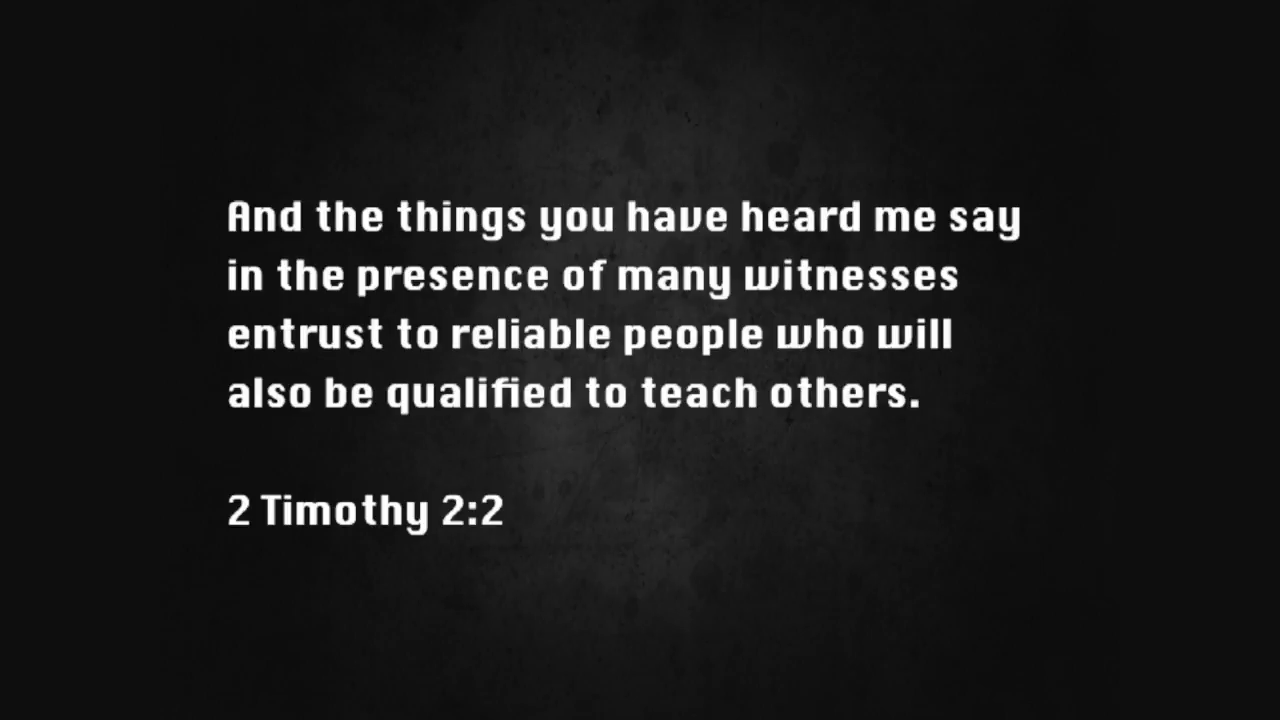 And the things you have heard me say
in the presence of many witnesses
entrust to reliable people who will
also be qualified to teach others.
2 Timothy 2:2